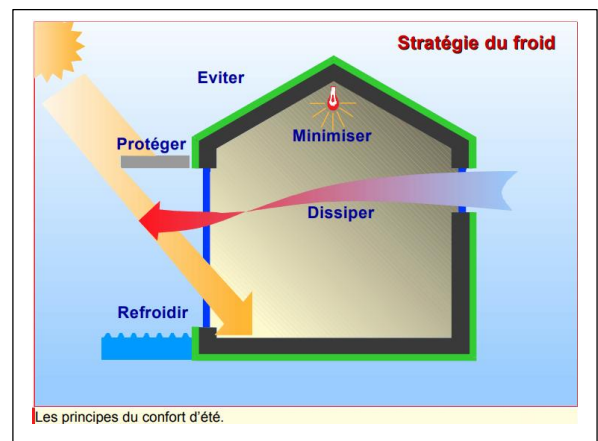 Stratégie du froid
Eviter
Protéger
Minimiser
Dissiper
Refroidir
Les principes du confort d'été.